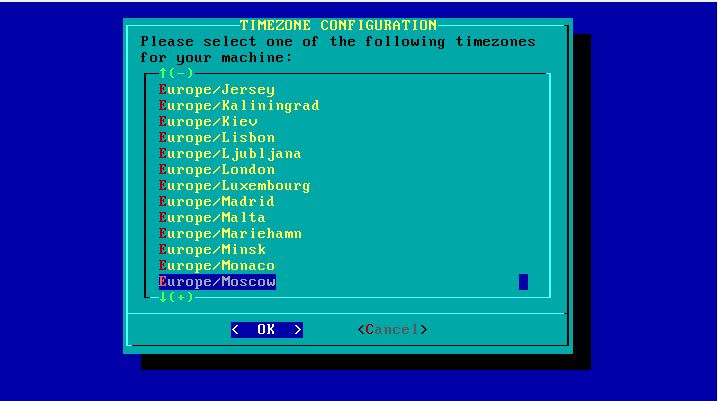 TIMEZONE CONFIGURATION
Please select one of the following timezones
for your machine:
↑(-)
Europe/Jersey
Europe/Kaliningrad
Europe/Kiev
Europe/Lisbon
Europe/Ljubljana
Europe/London
Europe/Luxembourg
Europe/Madrid
Europe/Malta
Europe/Mariehamn
Europe/Minsk
Europe/Monaco
Europe/Moscow
↓(+)
< OK > <Cancel>